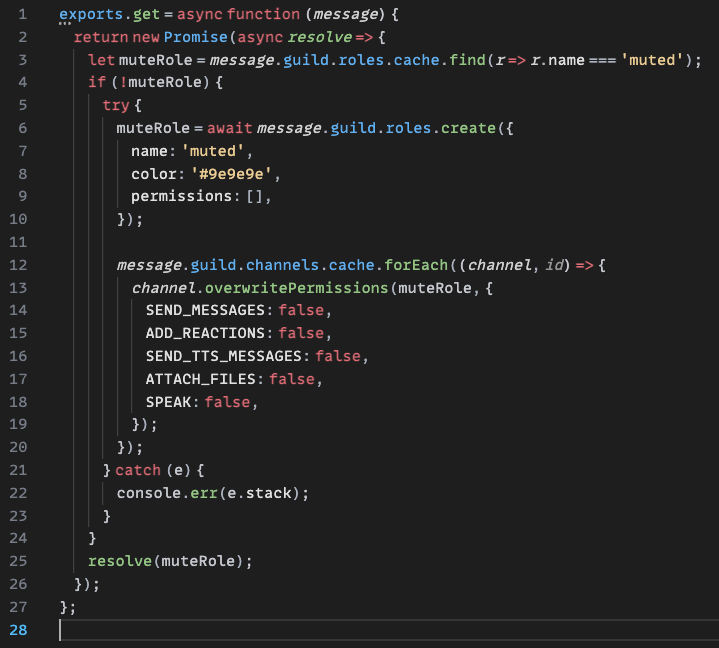 1 exports.get = async function (message) {
2 return new Promise(async resolve => {
3 let muteRole = message.guild.roles.cache.find(r => r.name === 'muted');
4 if (!muteRole) {
5 try {
6 muteRole = await message.guild.roles.create({
7 name: 'muted',
8 color: '#9e9e9e',
9 permissions: [],
10 });
11
12 message.guild.channels.cache.forEach((channel, id) => {
13 channel.overwritePermissions(muteRole, {
14 SEND_MESSAGES: false,
15 ADD_REACTIONS: false,
16 SEND_TTS_MESSAGES: false,
17 ATTACH_FILES: false,
18 SPEAK: false,
19 });
20 });
21 } catch (e) {
22 console.err(e.stack);
23 }
24 }
25 resolve(muteRole);
26 });
27 };
28